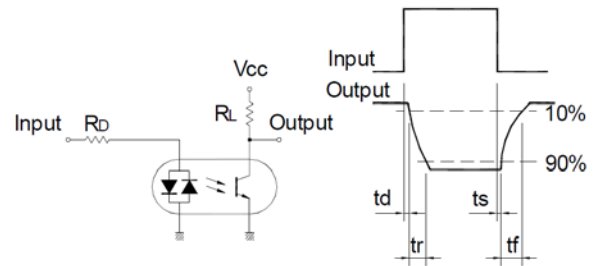 Input
RD
Vcc
RL
Output
Input
Output
10%
90%
td
ts
tr
tf